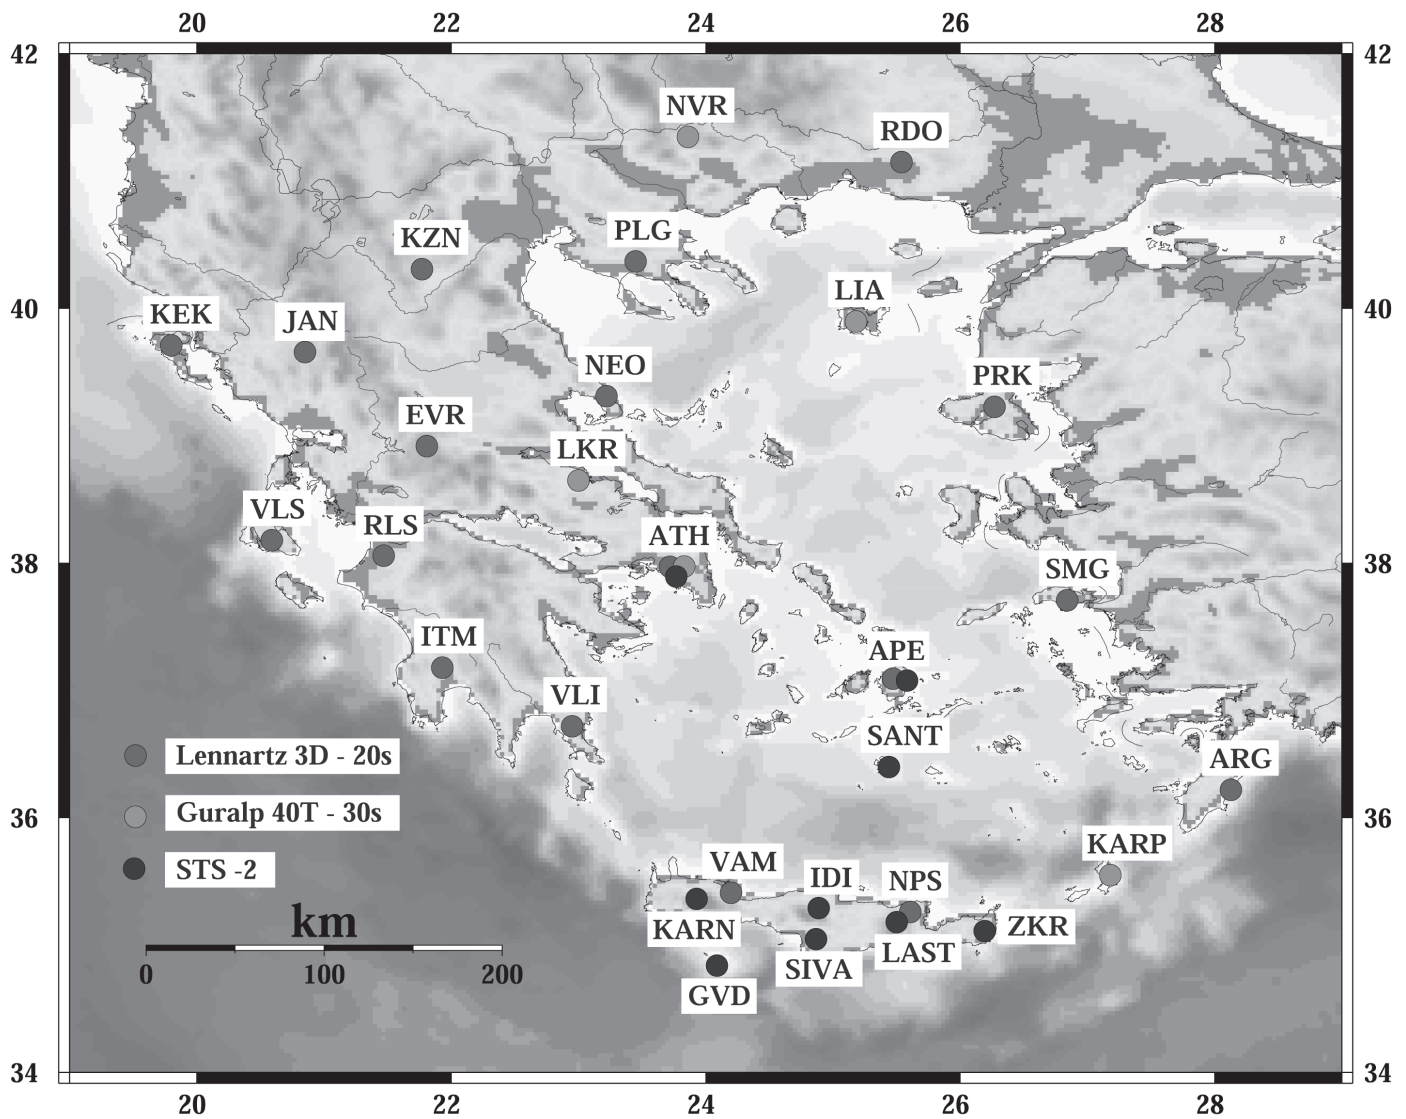 20 22 24 26 28
42 42
NVR
RDO
PLG
KZN
LIA
40 40
KEK
JAN
NEO
PRK
EVR
LKR
VLS
RLS
ATH
38 38
SMG
ITM
APE
VLI
SANT
Lennartz 3D - 20s
ARG
Guralp 40T - 30s
36 36
KARP
VAM
STS -2
IDI
NPS
km
KARN
ZKR
LAST
SIVA
0 100 200
GVD
34 34
20 22 24 26 28